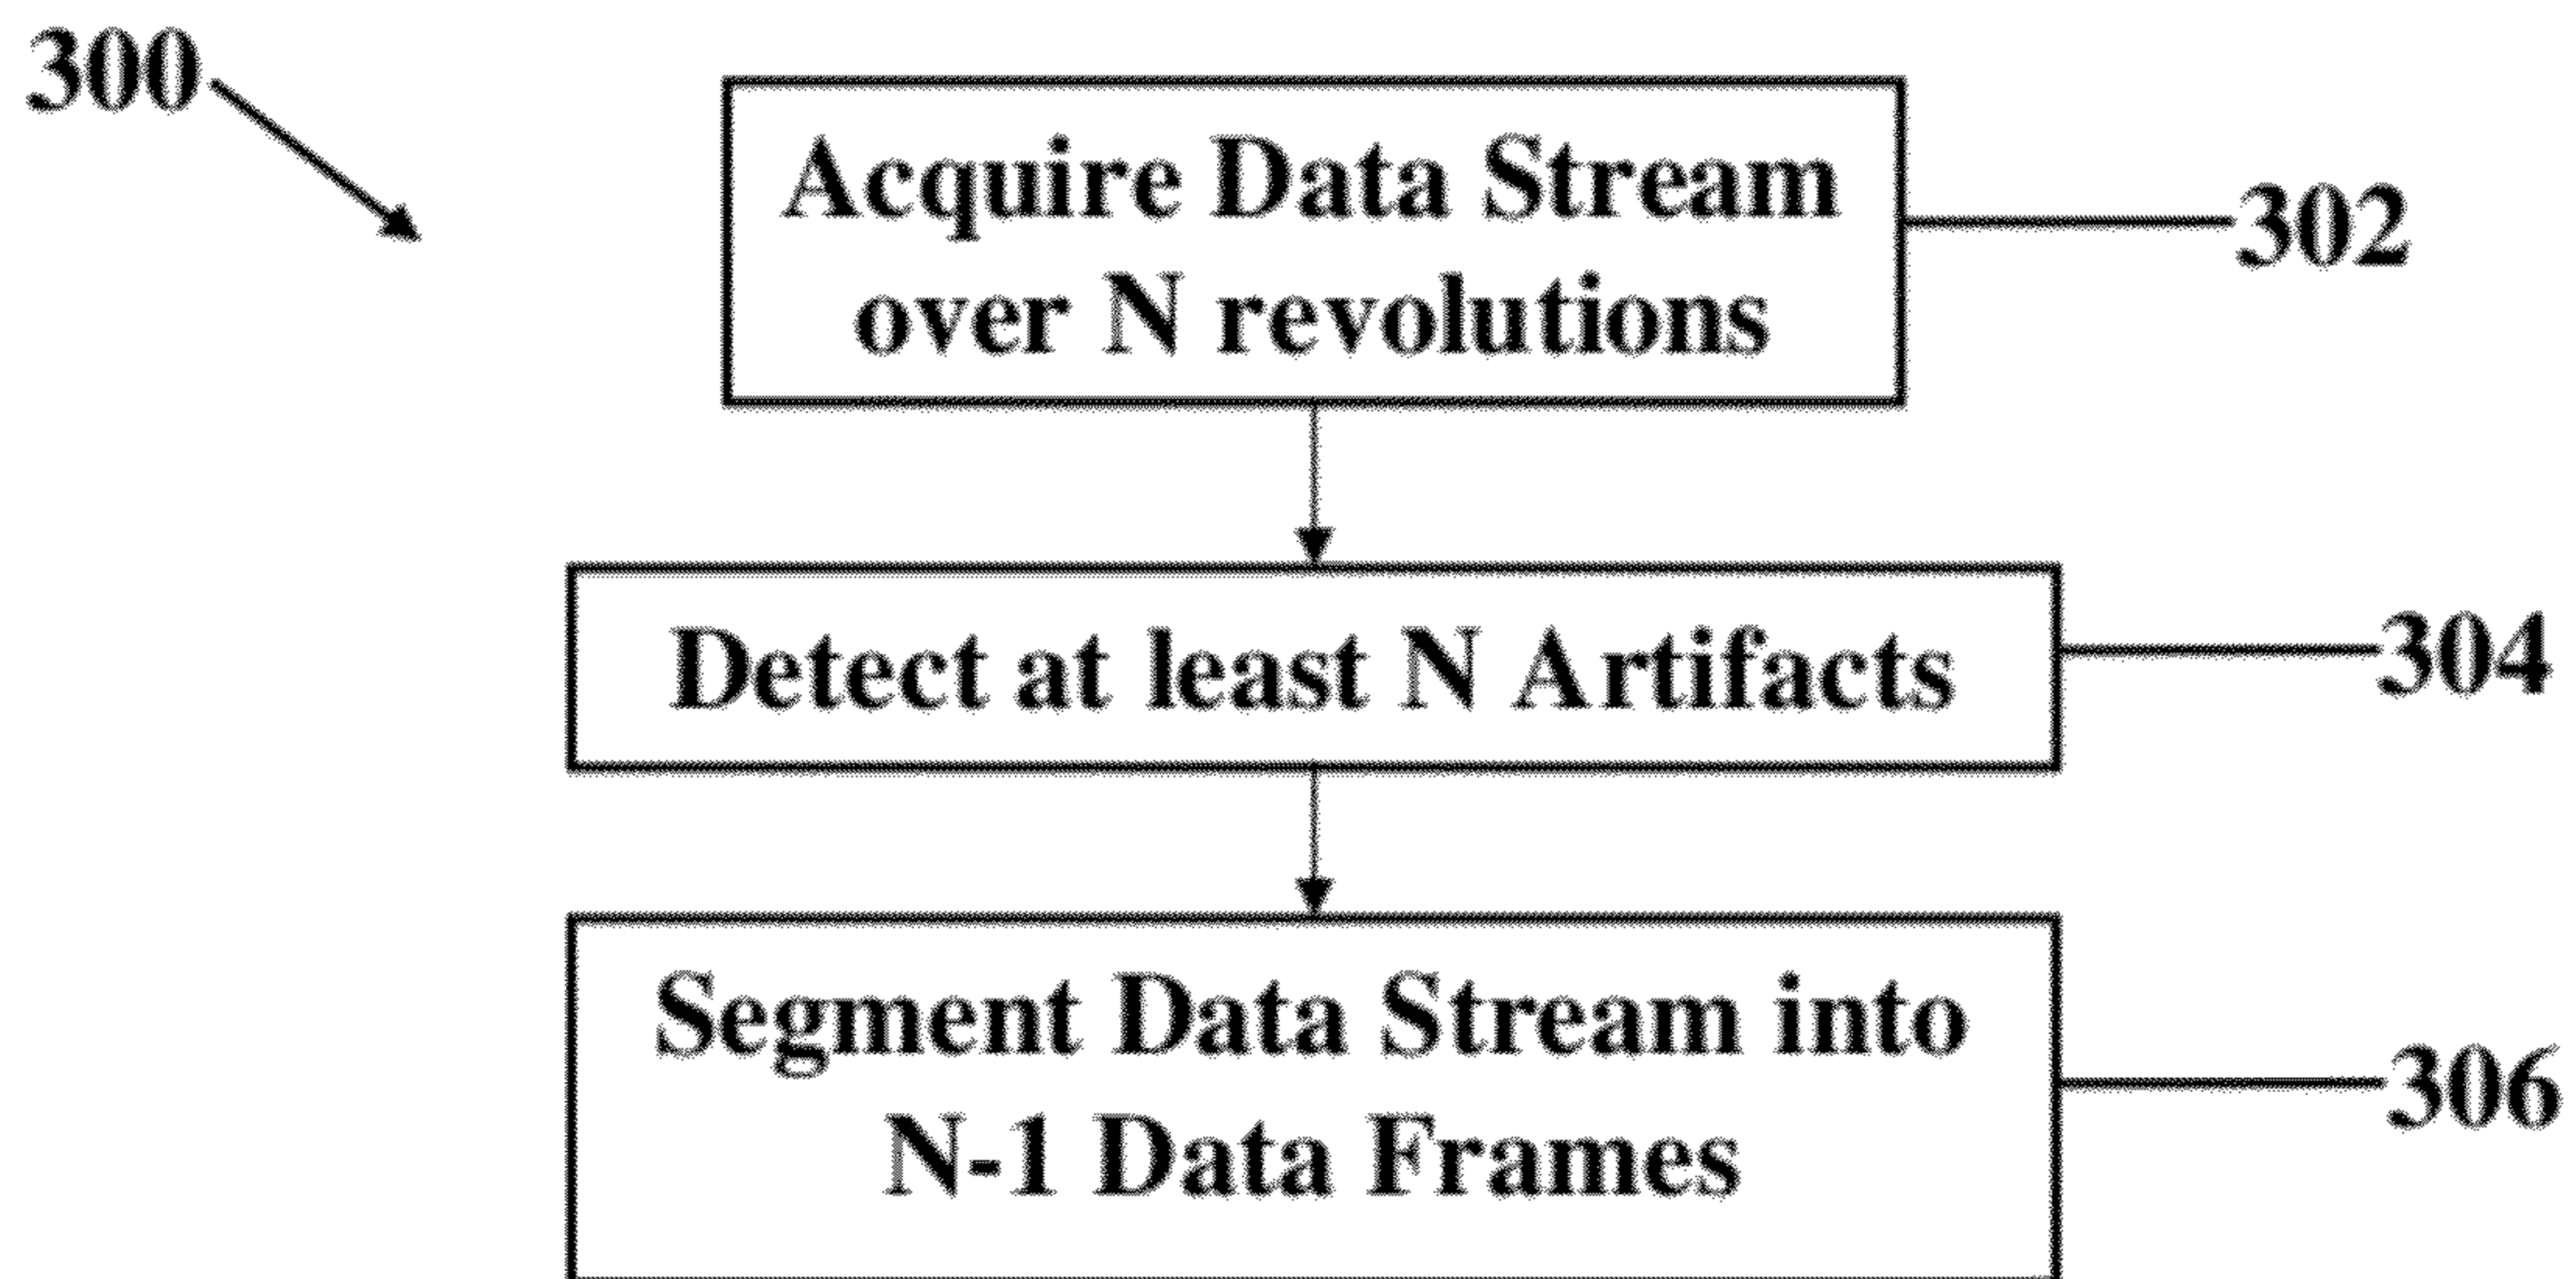 300
Acquire Data Stream
over N revolutions
302
Detect at least N Artifacts
304
Segment Data Stream into
N-1 Data Frames
306